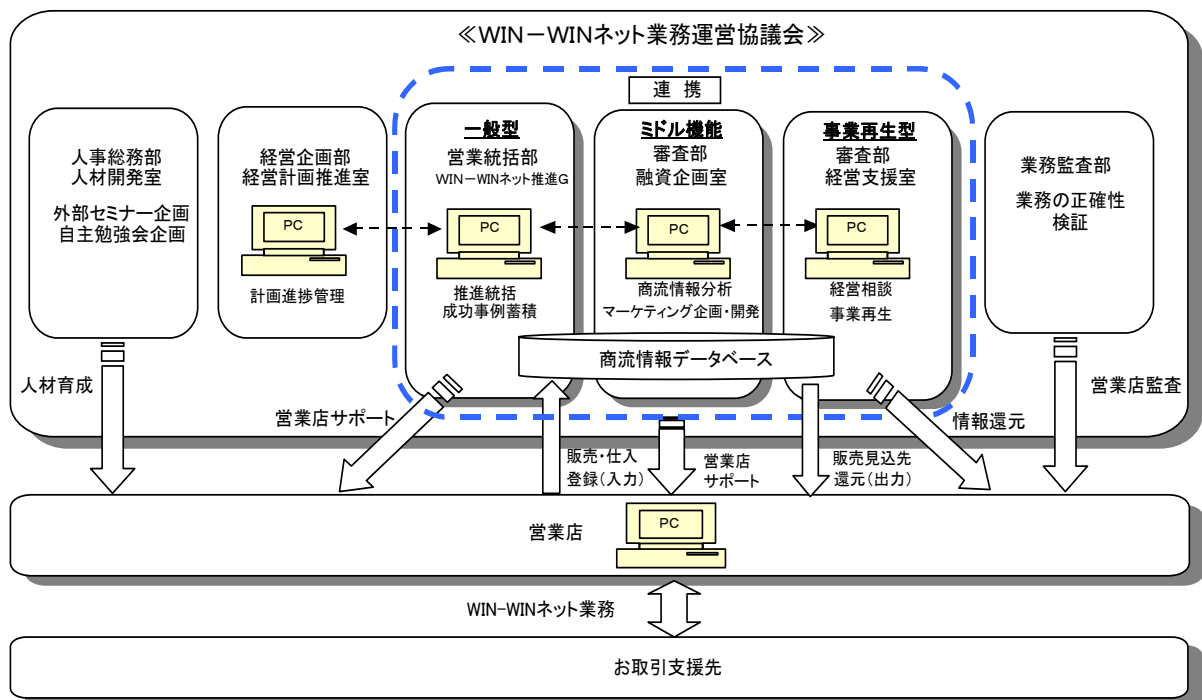 ≪WIN－WINネット業務運営協議会≫
連 携
人事総務部
人材開発室
外部セミナー企画
自主勉強会企画
経営企画部
経営計画推進室
PC
計画進捗管理
一般型
営業統括部
WIN－WINネット推進G
PC
推進統括
成功事例蓄積
ミドル機能
審査部
融資企画室
PC
商流情報分析
マーケティング企画・開発
事業再生型
審査部
経営支援室
PC
経営相談
事業再生
業務監査部
業務の正確性
検証
商流情報データベース
人材育成
営業店サポート
販売・仕入
登録（入力）
営業店
サポート
販売見込先
還元（出力）
情報還元
営業店監査
営業店
PC
WIN-WINネット業務
お取引支援先